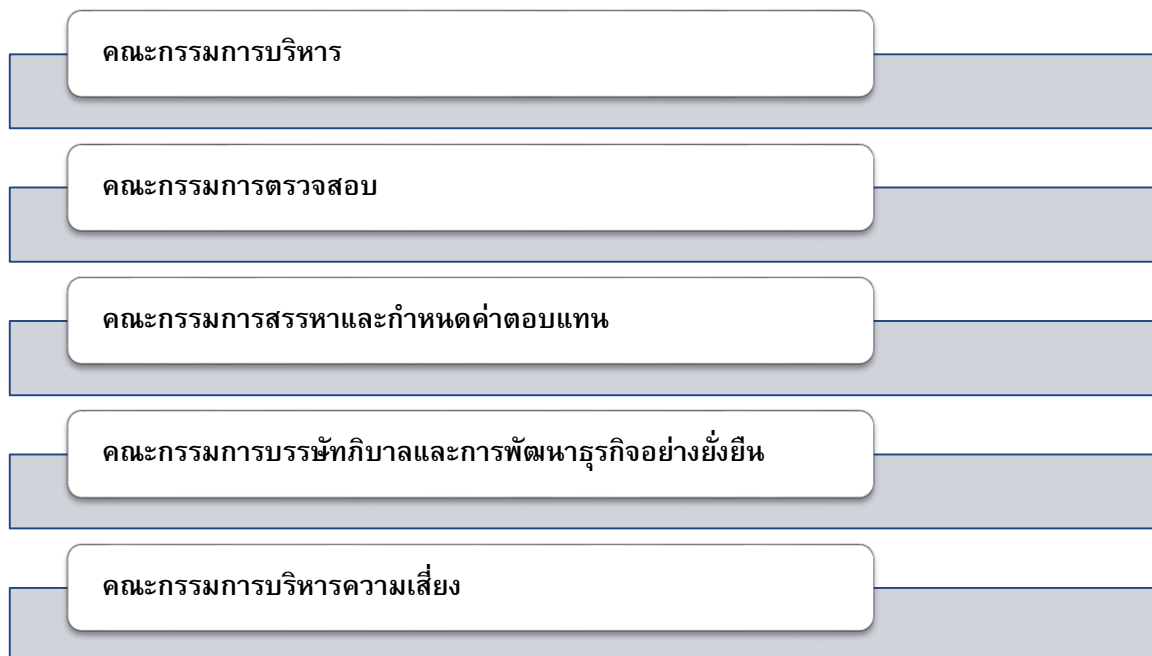 คณะกรรมการบริหาร
คณะกรรมการตรวจสอบ
คณะกรรมการสรรหาและกำหนดค่าตอบแทน
คณะกรรมการบรรษัทภิบาลและการพัฒนาธุรกิจอย่างยั่งยืน
คณะกรรมการบริหารความเสี่ยง